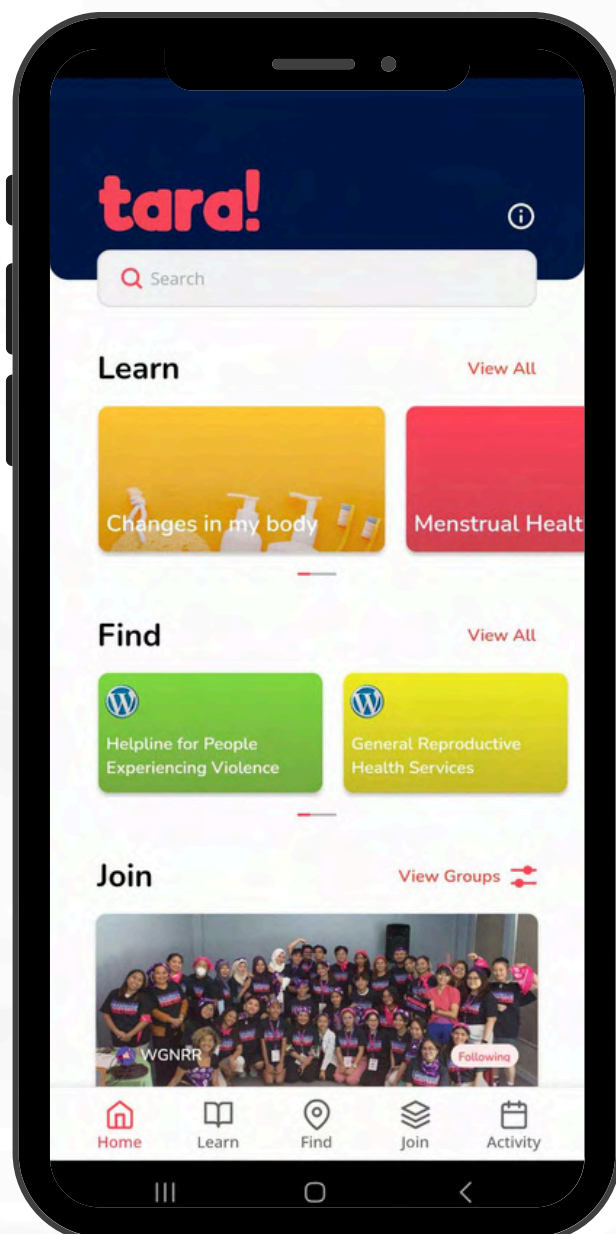 tara!
Search
Learn
View All
Changes in my body
Menstrual Healt
Find
View All
Helpline for People
Experiencing Violence
General Reproductive
Health Services
Join
View Groups
WGNRR
Following
Home
Learn
Find
Join
Activity